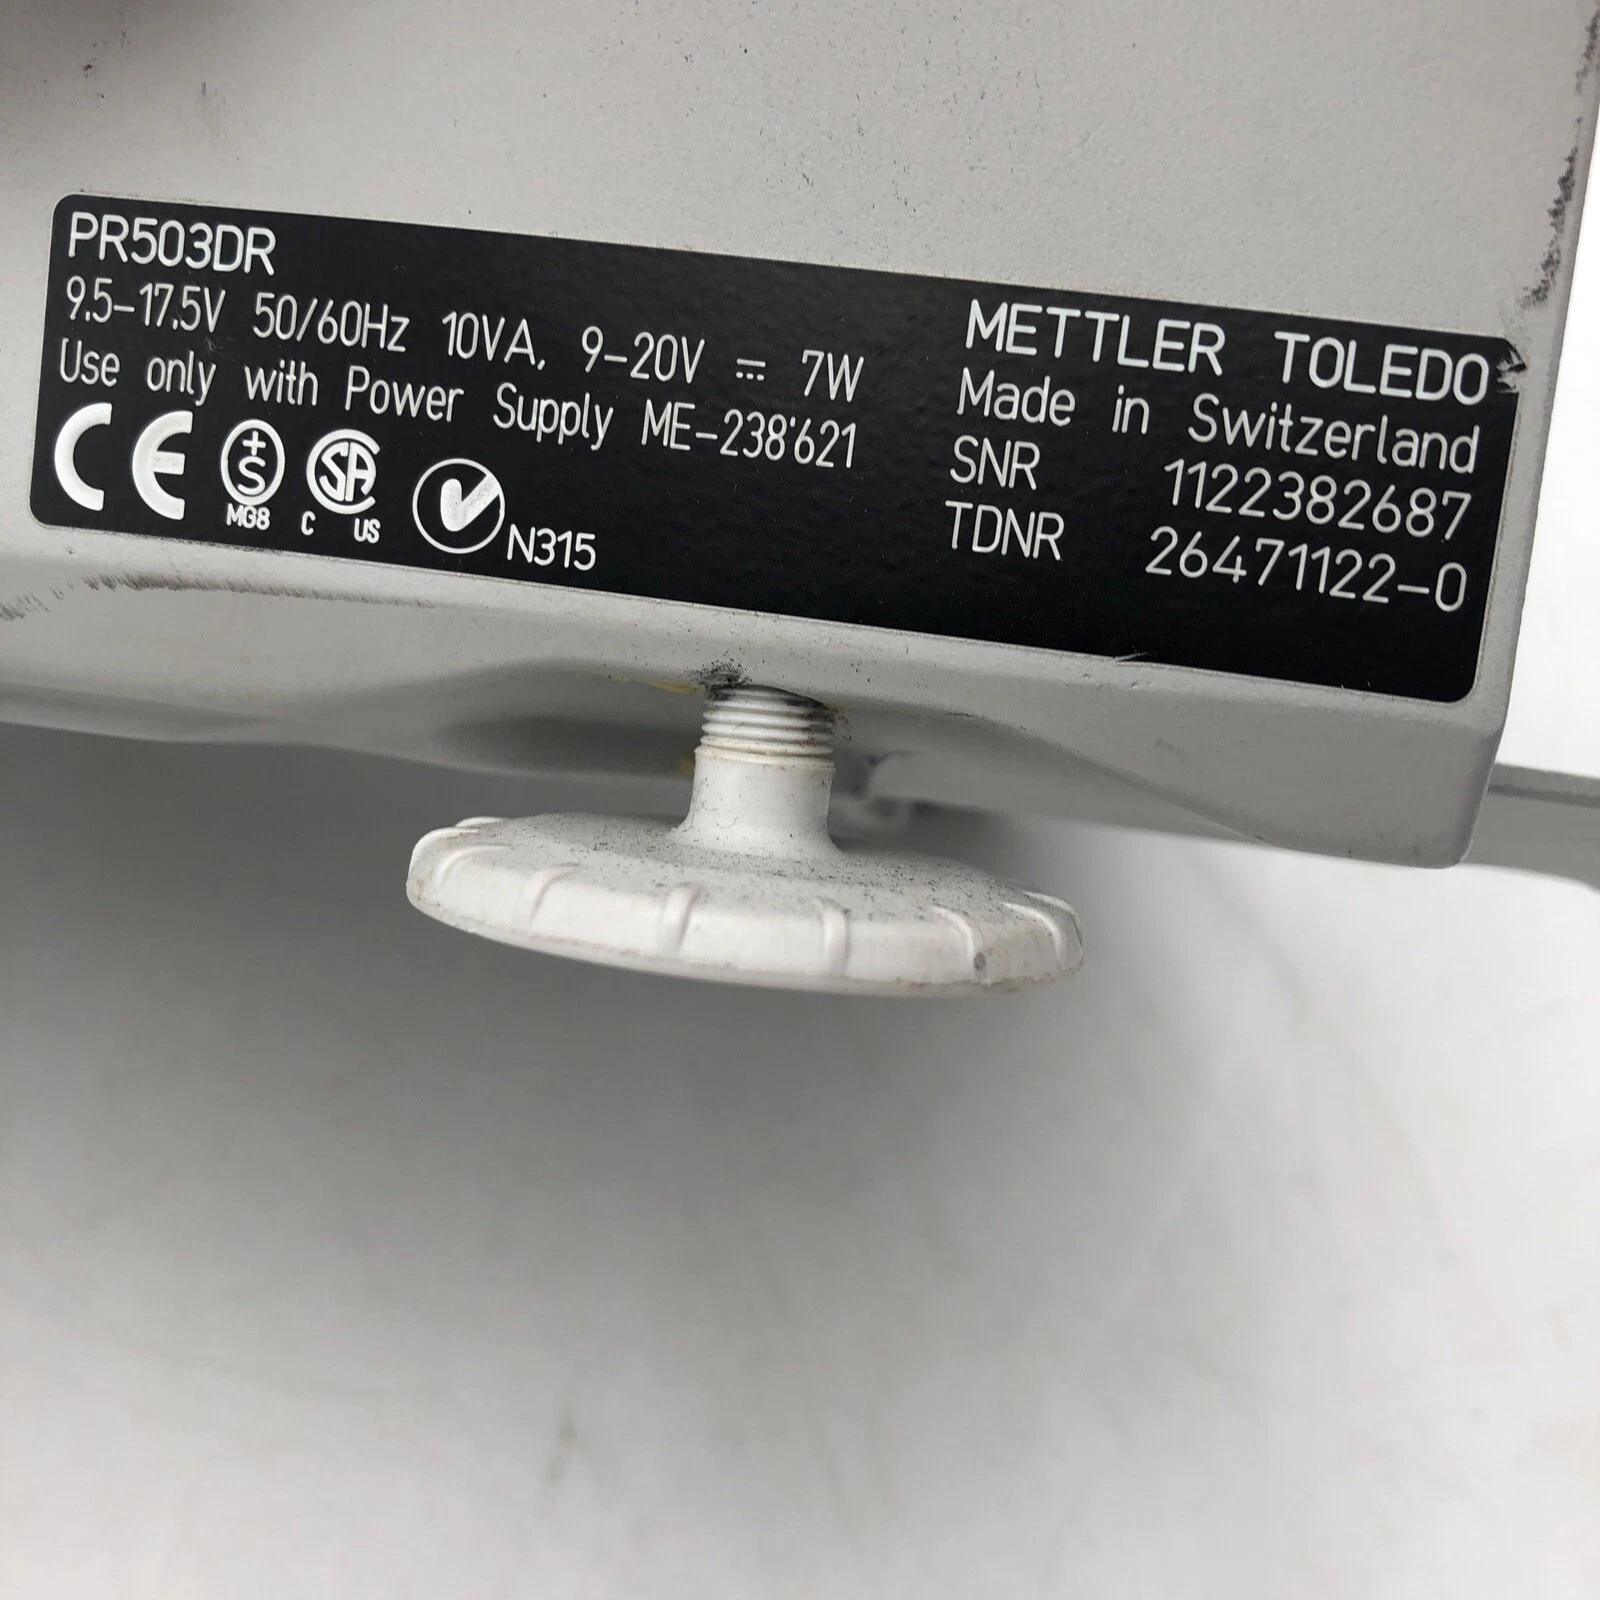 PR503DR
9.5-17.5V 50/60Hz 10VA, 9-20V ⎓ 7W
Use only with Power Supply ME-238'621
CE +S MG8 C SA US N315
METTLER TOLEDO
Made in Switzerland
SNR 1122382687
TDNR 26471122-0